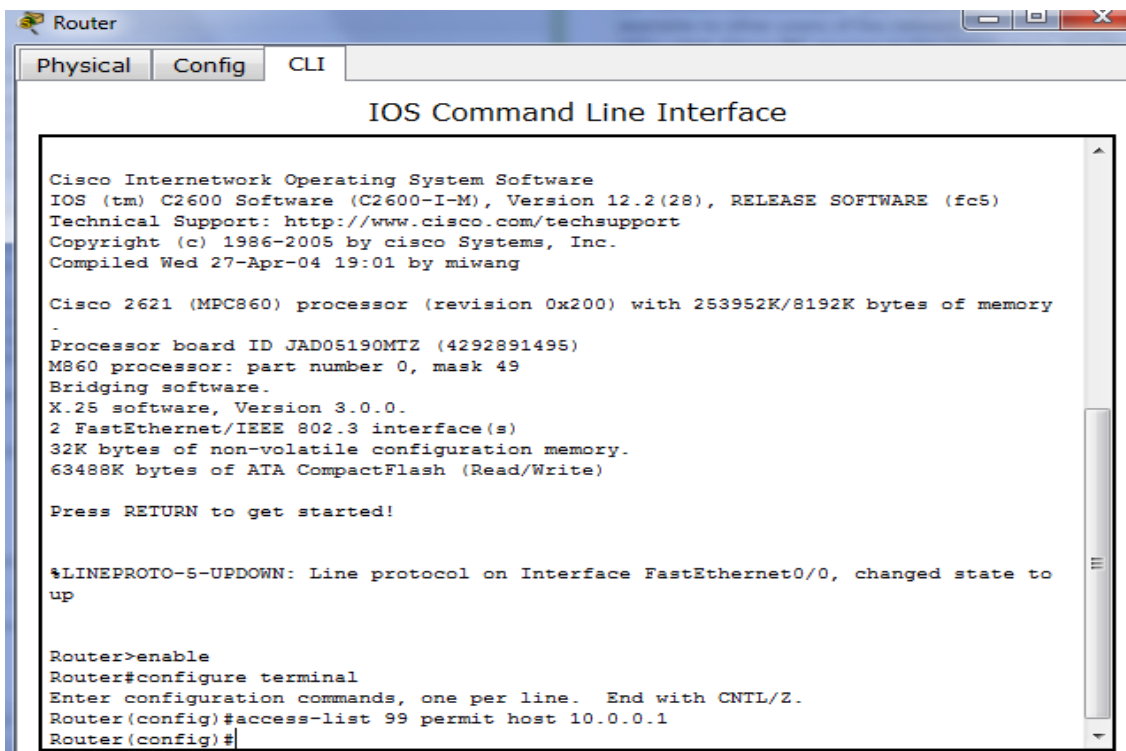 Router
Physical Config CLI
IOS Command Line Interface
Cisco Internetwork Operating System Software
IOS (tm) C2600 Software (C2600-I-M), Version 12.2(28), RELEASE SOFTWARE (fc5)
Technical Support: http://www.cisco.com/techsupport
Copyright (c) 1986-2005 by cisco Systems, Inc.
Compiled Wed 27-Apr-04 19:01 by miwang
Cisco 2621 (MPC860) processor (revision 0x200) with 253952K/8192K bytes of memory
.
Processor board ID JAD05190MTZ (4292891495)
M860 processor: part number 0, mask 49
Bridging software.
X.25 software, Version 3.0.0.
2 FastEthernet/IEEE 802.3 interface(s)
32K bytes of non-volatile configuration memory.
63488K bytes of ATA CompactFlash (Read/Write)
Press RETURN to get started!
%LINEPROTO-5-UPDOWN: Line protocol on Interface FastEthernet0/0, changed state to
up
Router>enable
Router#configure terminal
Enter configuration commands, one per line.  End with CNTL/Z.
Router(config)#access-list 99 permit host 10.0.0.1
Router(config)#